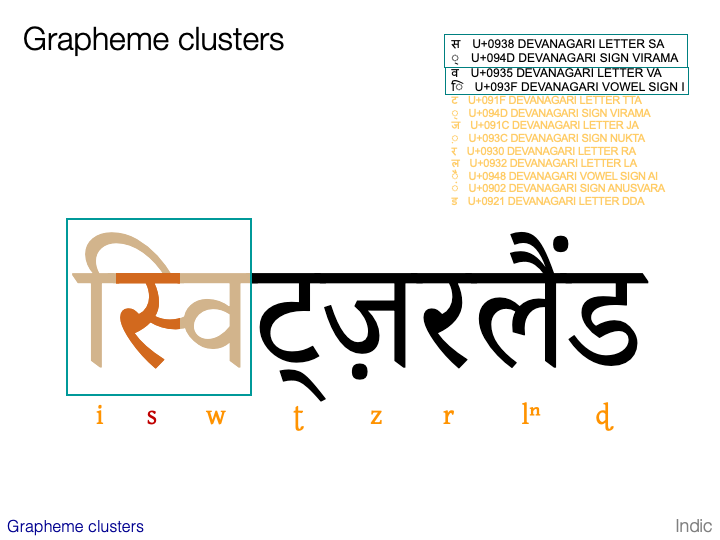 Grapheme clusters
स U+0938 DEVANAGARI LETTER SA
् U+094D DEVANAGARI SIGN VIRAMA
व U+0935 DEVANAGARI LETTER VA
ि U+093F DEVANAGARI VOWEL SIGN I
ट U+091F DEVANAGARI LETTER TTA
् U+094D DEVANAGARI SIGN VIRAMA
ज U+091C DEVANAGARI LETTER JA
़ U+093C DEVANAGARI SIGN NUKTA
र U+0930 DEVANAGARI LETTER RA
ल U+0932 DEVANAGARI LETTER LA
ै U+0948 DEVANAGARI VOWEL SIGN AI
ं U+0902 DEVANAGARI SIGN ANUSVARA
ड U+0921 DEVANAGARI LETTER DDA
स्विट्ज़रलैंड
i s w ʈ z r lⁿ ɖ
Grapheme clusters
Indic